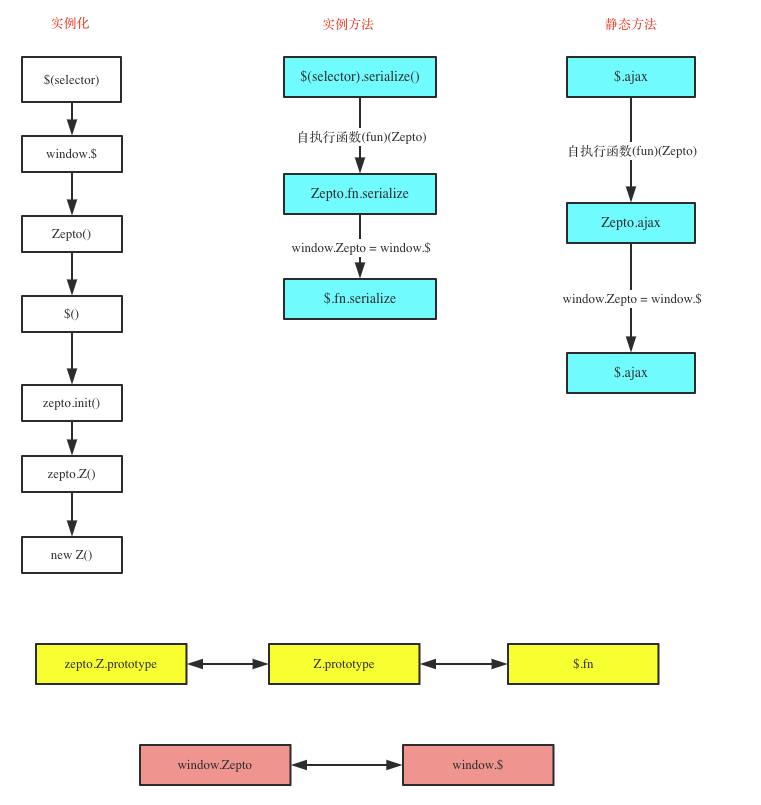 实例化
$(selector)
window.$
Zepto()
$()
zepto.init()
zepto.Z()
new Z()
实例方法
$(selector).serialize()
自执行函数(fun)(Zepto)
Zepto.fn.serialize
window.Zepto = window.$
$.fn.serialize
静态方法
$.ajax
自执行函数(fun)(Zepto)
Zepto.ajax
window.Zepto = window.$
$.ajax
zepto.Z.prototype
Z.prototype
$.fn
window.Zepto
window.$